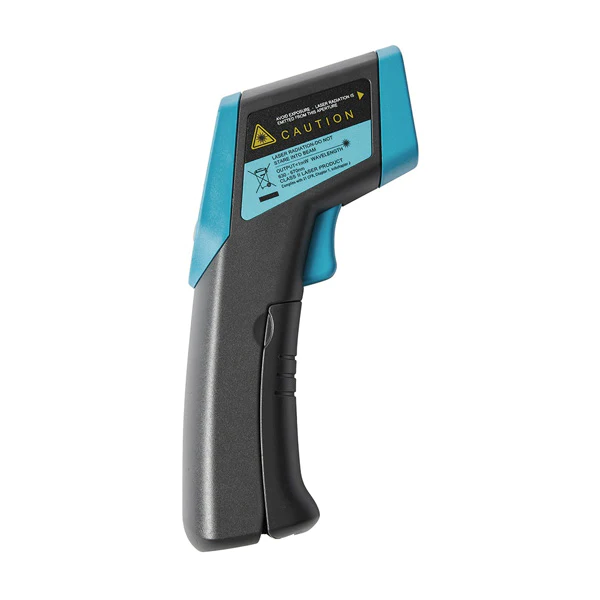 AVOID EXPOSURE - LASER RADIATION IS
EMITTED FROM THIS APERTURE
CAUTION
LASER RADIATION-DO NOT
STARE INTO BEAM
OUTPUT<1mW WAVELENGTH
630 - 670nm
CLASS II LASER PRODUCT
Complies with 21 CFR, Chapter 1, Subchapter J